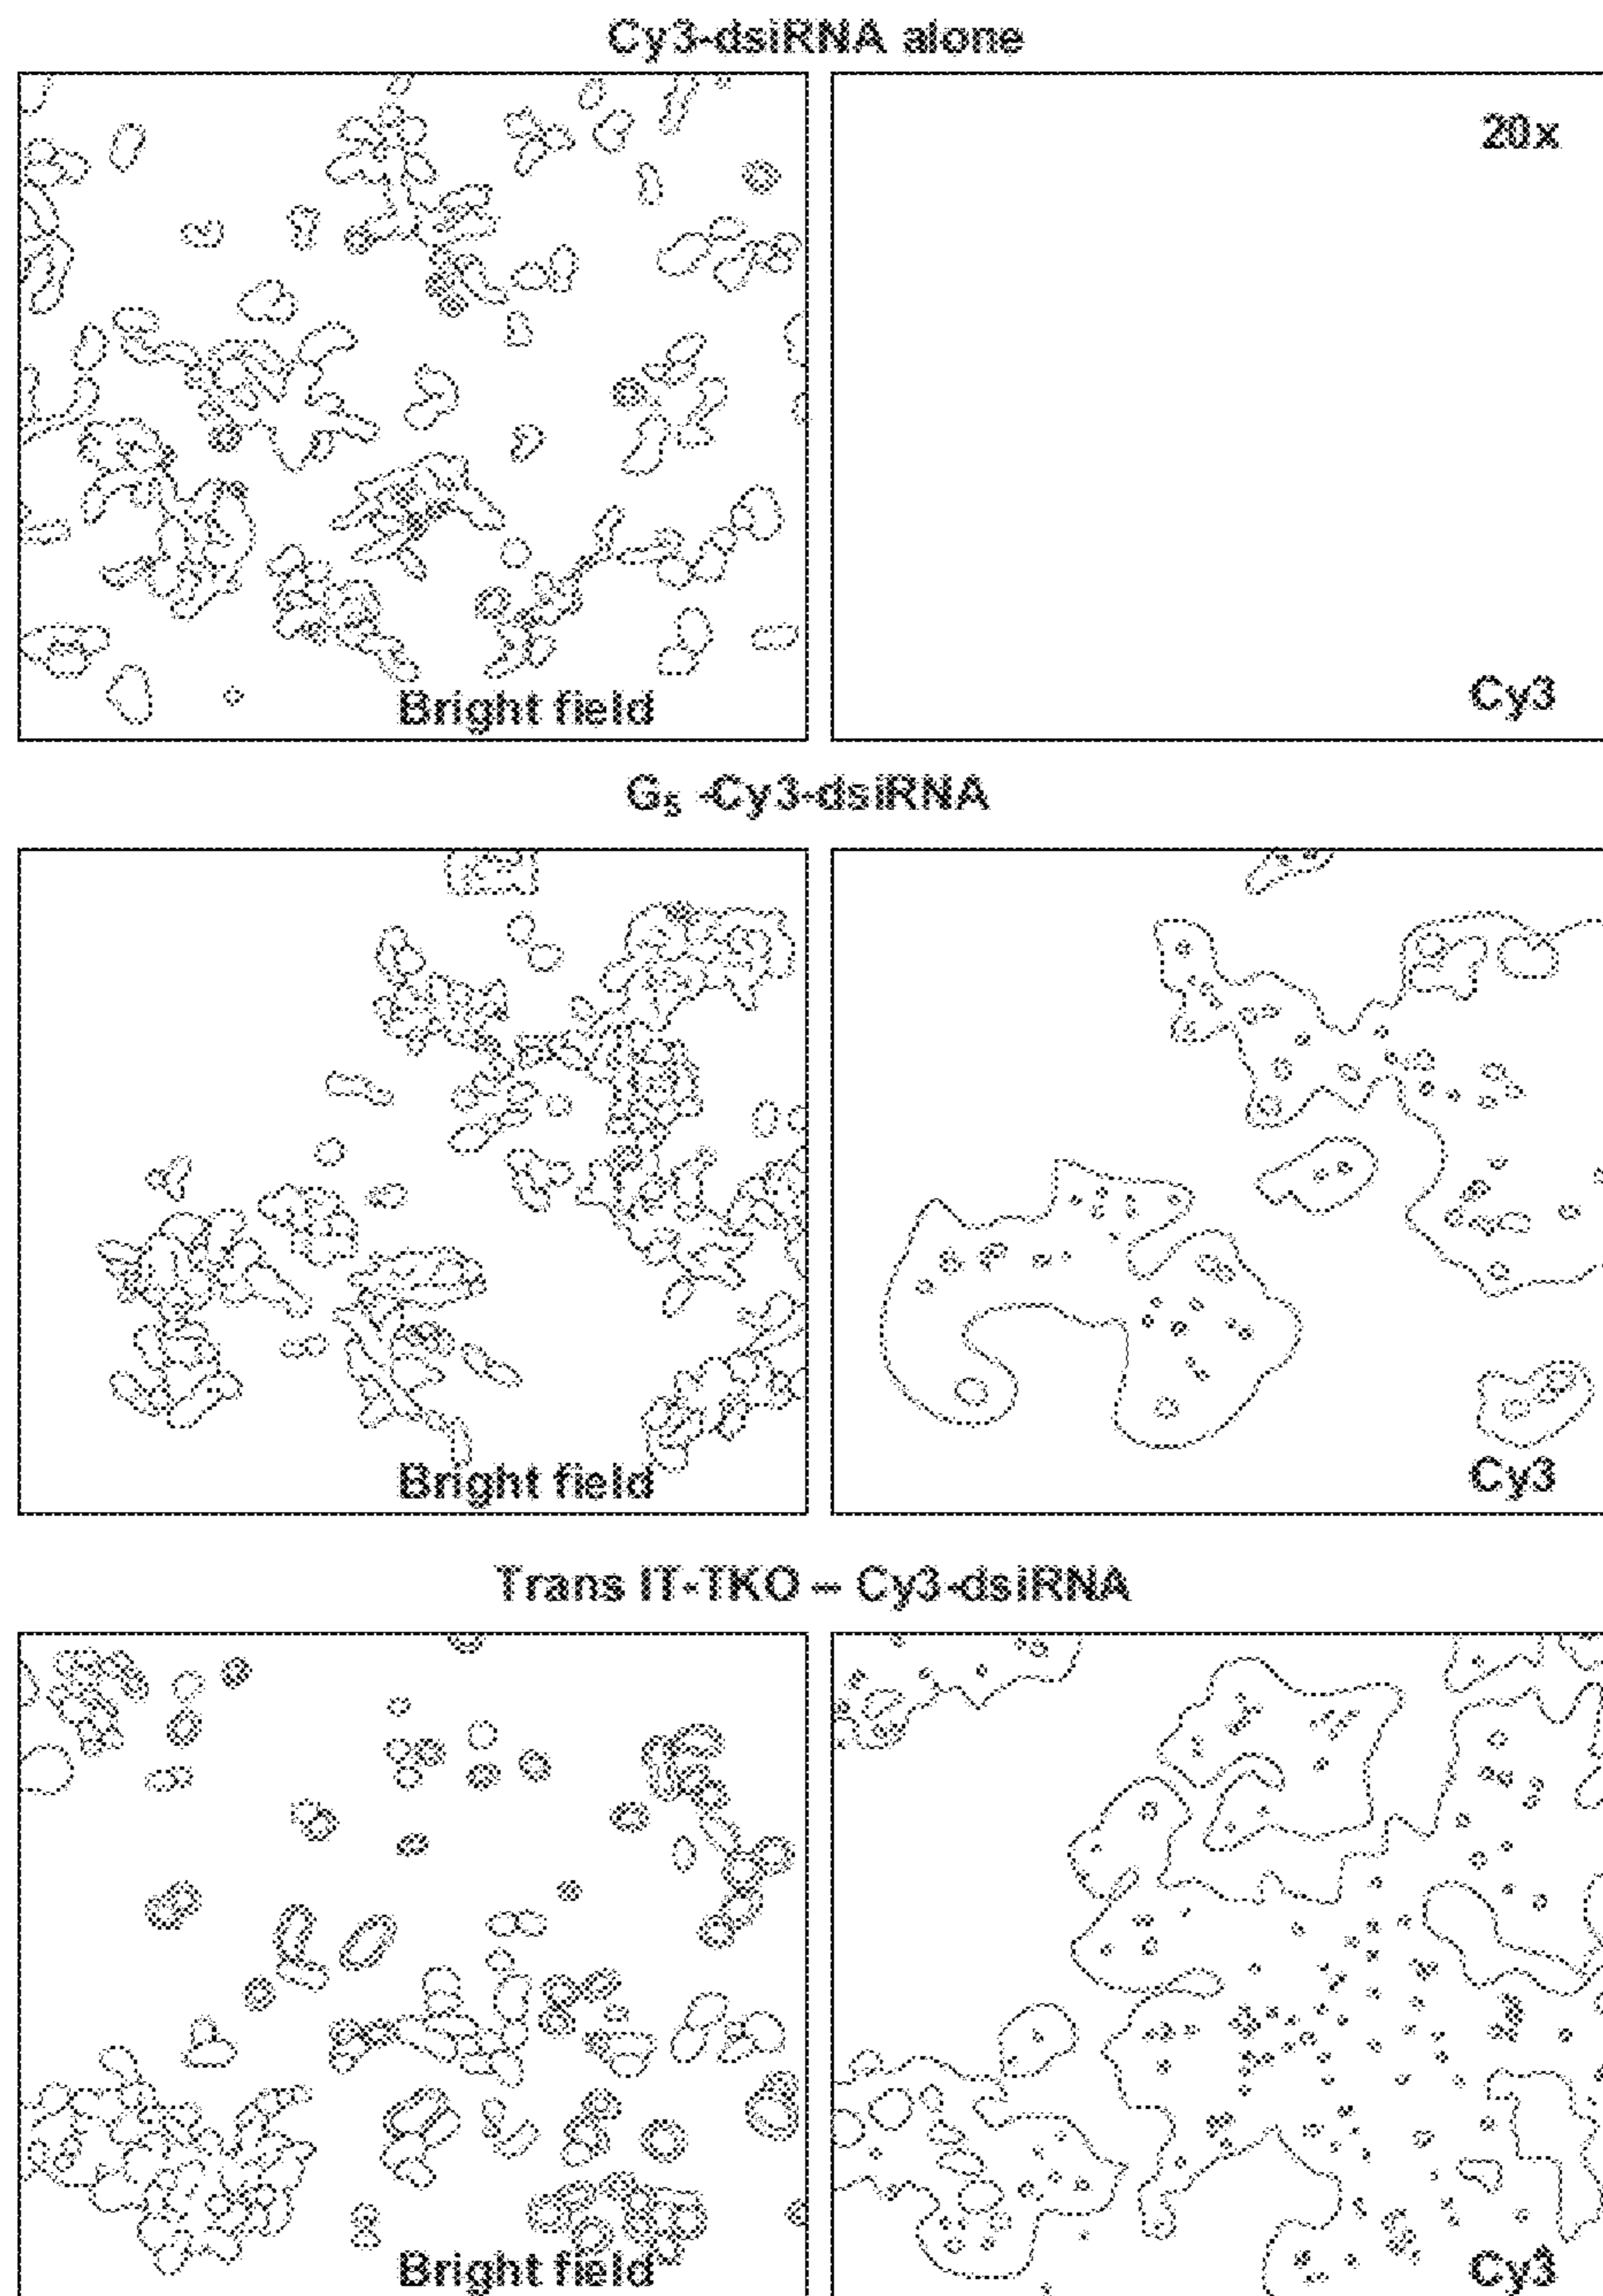 Cy3-dsiRNA alone
20x
Bright field
Cy3
G₅ -Cy3-dsiRNA
Bright field
Cy3
Trans IT-TKO – Cy3-dsiRNA
Bright field
Cy3